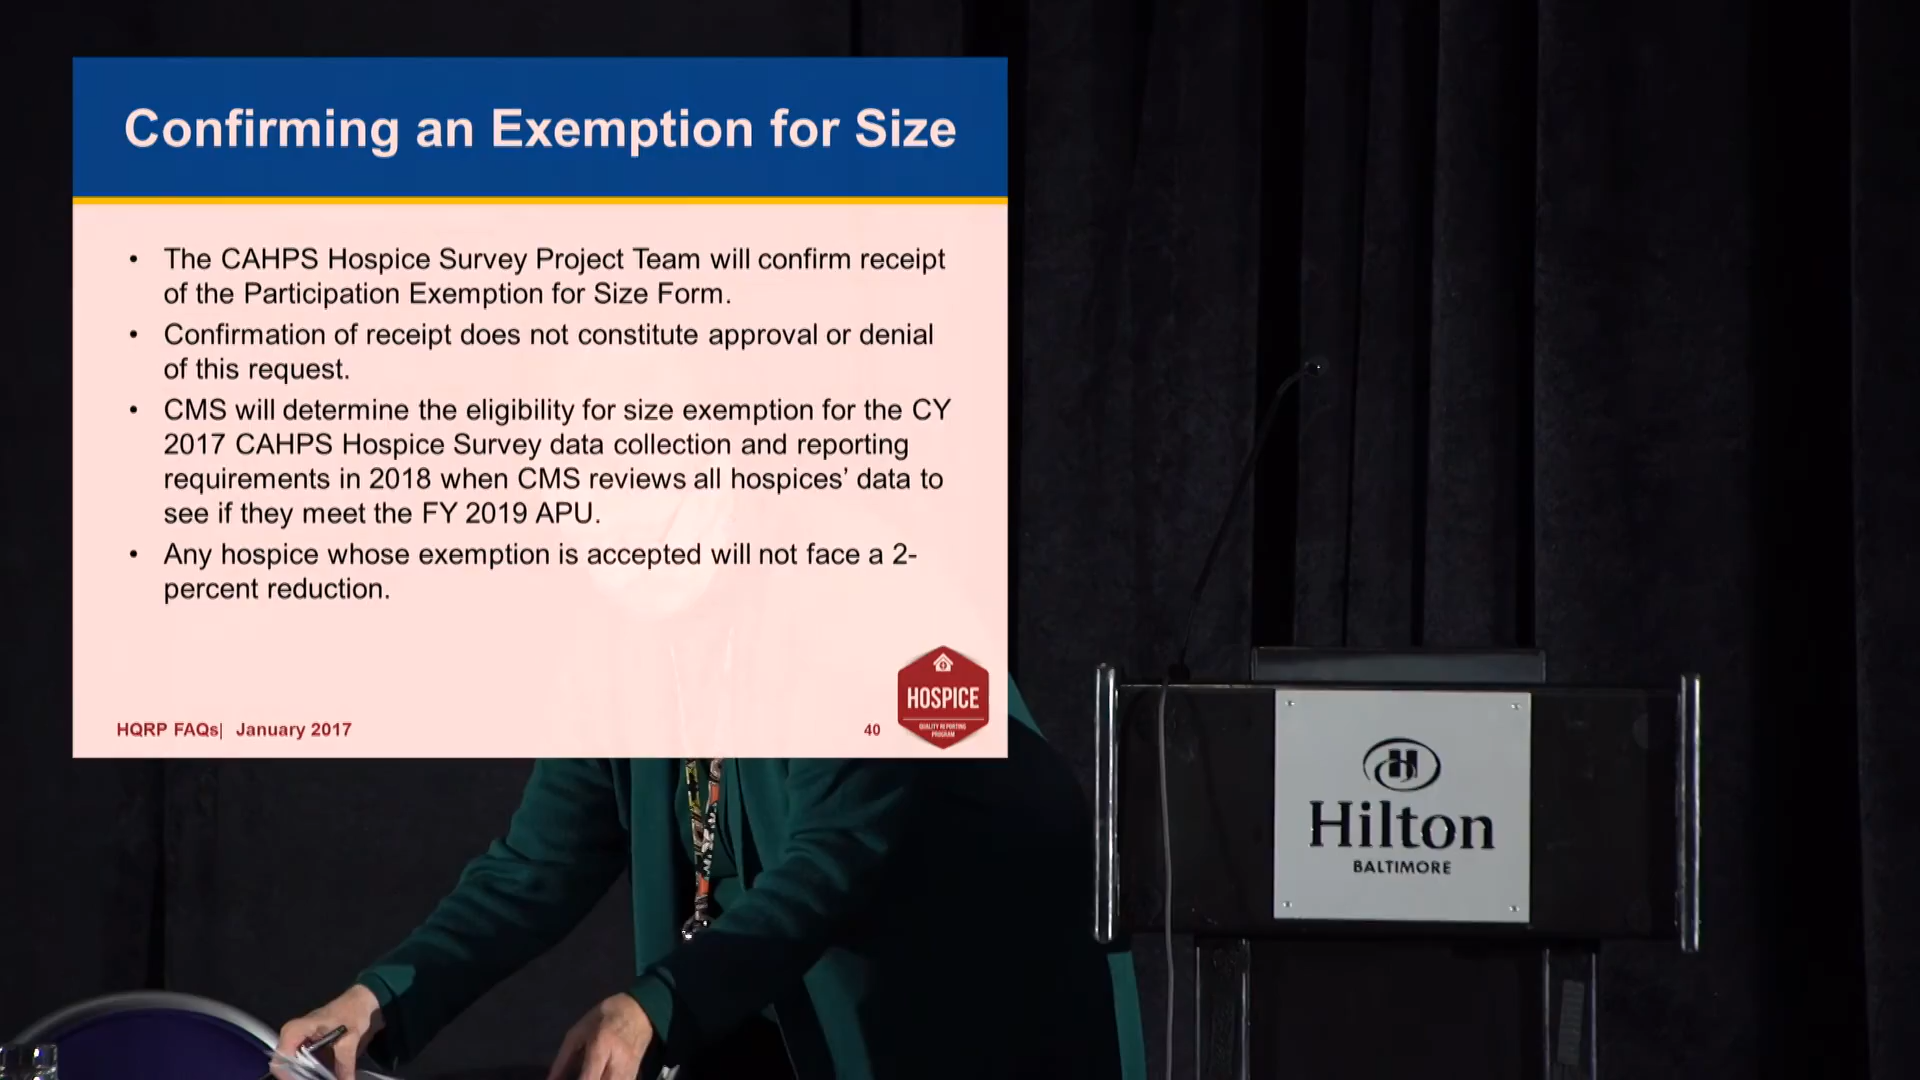 Confirming an Exemption for Size
• The CAHPS Hospice Survey Project Team will confirm receipt
of the Participation Exemption for Size Form.
• Confirmation of receipt does not constitute approval or denial
of this request.
• CMS will determine the eligibility for size exemption for the CY
2017 CAHPS Hospice Survey data collection and reporting
requirements in 2018 when CMS reviews all hospices’ data to
see if they meet the FY 2019 APU.
• Any hospice whose exemption is accepted will not face a 2-
percent reduction.
HQRP FAQs| January 2017
40
HOSPICE
QUALITY REPORTING
PROGRAM
H
Hilton
BALTIMORE